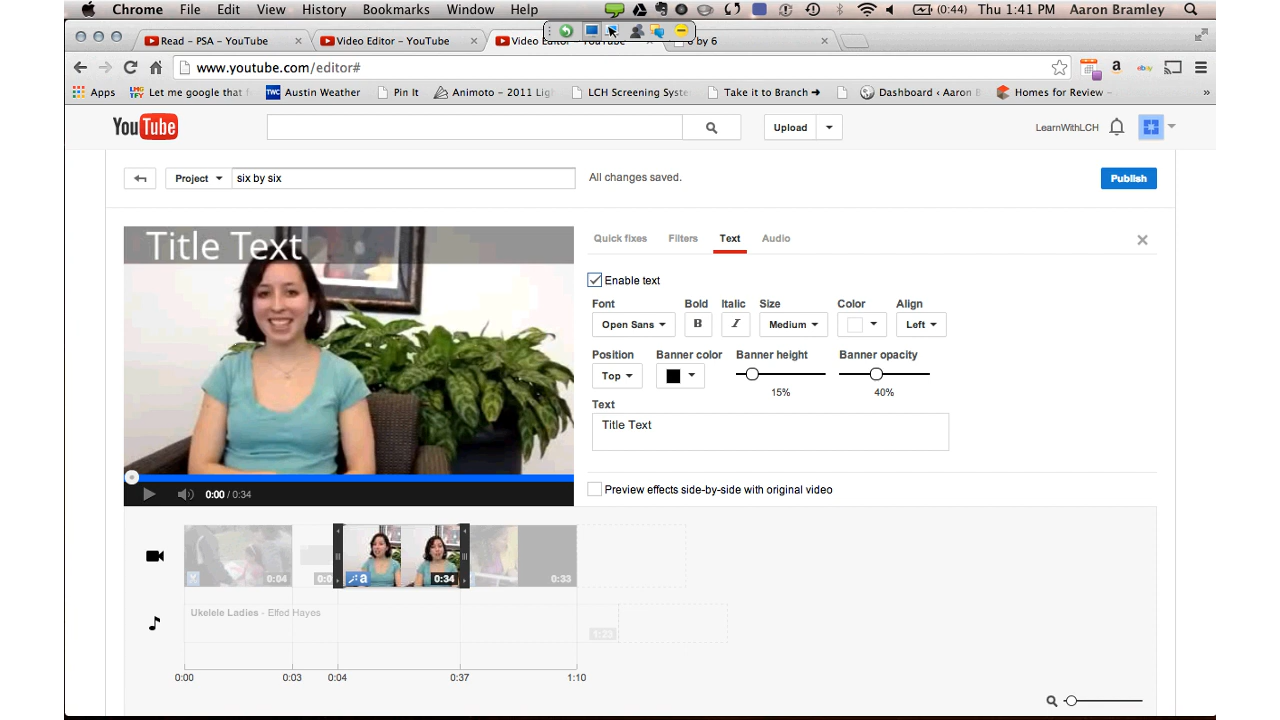 Chrome File Edit View History Bookmarks Window Help (0:44) Thu 1:41 PM Aaron Bramley
Read – PSA – YouTube Video Editor – YouTube Video by 6
www.youtube.com/editor#
Apps Let me google that Austin Weather Pin It Animoto – 2011 LCH Screening Syste Take it to Branch → Dashboard ‹ Aaron Homes for Review – »
YouTube Upload LearnWithLCH
Project six by six All changes saved. Publish
Title Text
Quick fixes Filters Text Audio
Enable text
Font Bold Italic Size Color Align
Open Sans B I Medium Left
Position Banner color Banner height Banner opacity
Top
15% 40%
Text
Title Text
Preview effects side-by-side with original video
0:00 / 0:34
0:04 a 0:34 0:33
Ukelele Ladies -
0:00 0:03 0:04 0:37 1:10